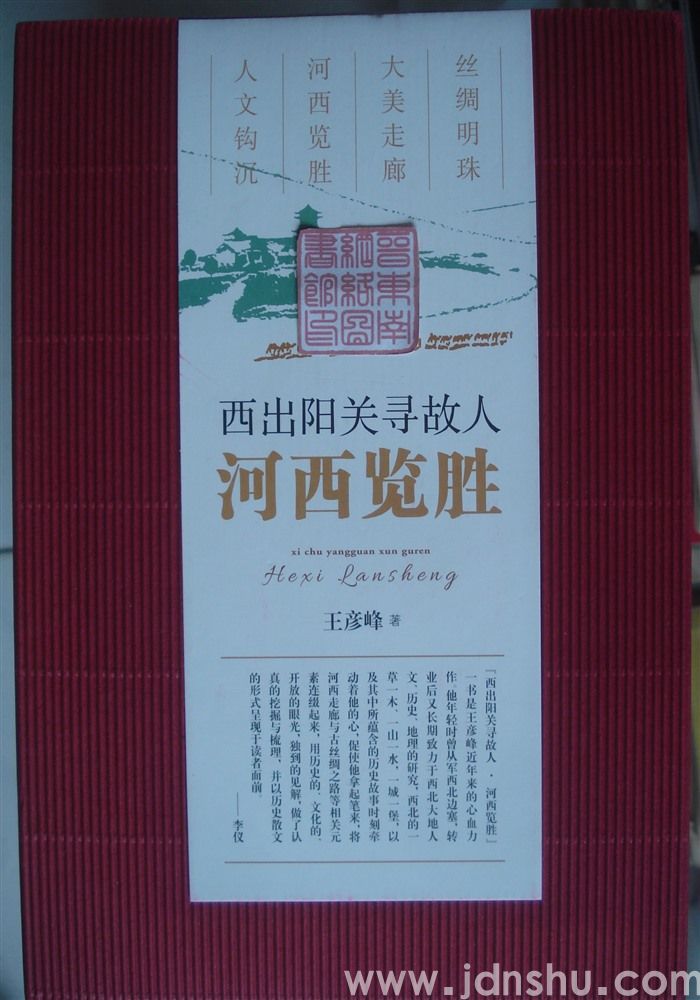 丝绸明珠
大美走廊
河西览胜
人文钩沉
晋東南
網絡圖
書館印
西出阳关寻故人
河西览胜
xi chu yangguan xun guren
Hexi Lansheng
王彦峰 著
『西出阳关寻故人·河西览胜』
一书是王彦峰近年来的心血力
作。他年轻时曾从军西北边塞，转
业后又长期致力于西北大地人
文、历史、地理的研究，西北的一
草一木、一山一水、一城一堡，以
及其中所蕴含的历史故事时刻牵
动着他的心，促使他拿起笔来，将
河西走廊与古丝绸之路等相关元
素连缀起来，用历史的、文化的、
开放的眼光，独到的见解，做了认
真的挖掘与梳理，并以历史散文
的形式呈现于读者面前。
——李仪
www.jdnshu.com